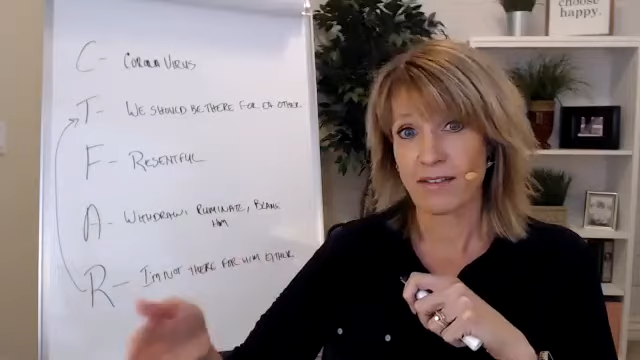 C - CORONA VIRUS
T - WE SHOULD BE THERE FOR EA OTHER
F - RESENTFUL
A - WITHDRAW, RUMINATE, BLAME
HIM
R - I'M NOT THERE FOR HIM EITHER
choose
happy.